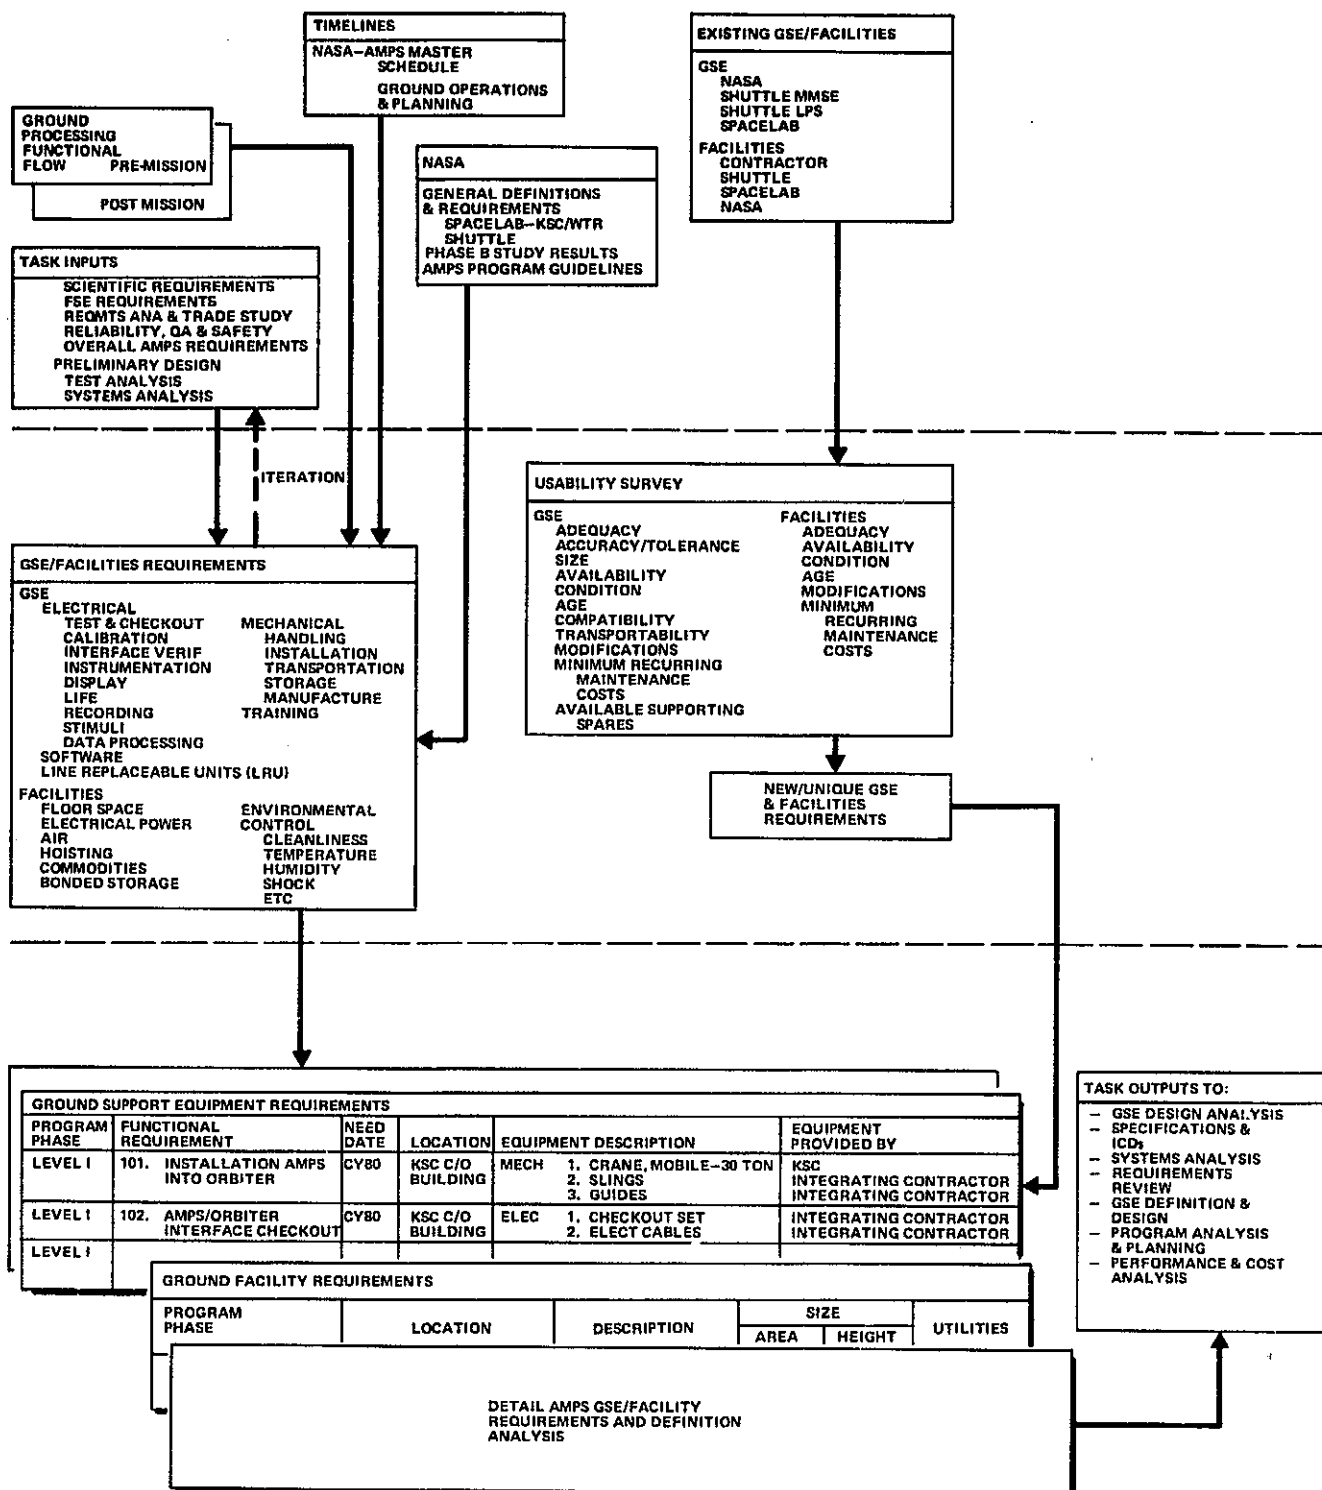 TIMELINES
NASA-AMPS MASTER
SCHEDULE
GROUND OPERATIONS
& PLANNING
EXISTING GSE/FACILITIES
GSE
NASA
SHUTTLE MMSE
SHUTTLE LPS
SPACELAB
FACILITIES
CONTRACTOR
SHUTTLE
SPACELAB
NASA
GROUND
PROCESSING
FUNCTIONAL
FLOW PRE-MISSION
POST MISSION
NASA
GENERAL DEFINITIONS
& REQUIREMENTS
SPACELAB-KSC/WTR
SHUTTLE
PHASE B STUDY RESULTS
AMPS PROGRAM GUIDELINES
TASK INPUTS
SCIENTIFIC REQUIREMENTS
FSE REQUIREMENTS
REQMTS ANA & TRADE STUDY
RELIABILITY, QA & SAFETY
OVERALL AMPS REQUIREMENTS
PRELIMINARY DESIGN
TEST ANALYSIS
SYSTEMS ANALYSIS
ITERATION
USABILITY SURVEY
GSE
ADEQUACY
ACCURACY/TOLERANCE
SIZE
AVAILABILITY
CONDITION
AGE
COMPATIBILITY
TRANSPORTABILITY
MODIFICATIONS
MINIMUM RECURRING
MAINTENANCE
COSTS
AVAILABLE SUPPORTING
SPARES
FACILITIES
ADEQUACY
AVAILABILITY
CONDITION
AGE
MODIFICATIONS
MINIMUM
RECURRING
MAINTENANCE
COSTS
GSE/FACILITIES REQUIREMENTS
GSE
ELECTRICAL
TEST & CHECKOUT
CALIBRATION
INTERFACE VERIF
INSTRUMENTATION
DISPLAY
LIFE
RECORDING
STIMULI
DATA PROCESSING
SOFTWARE
LINE REPLACEABLE UNITS (LRU)
MECHANICAL
HANDLING
INSTALLATION
TRANSPORTATION
STORAGE
MANUFACTURE
TRAINING
FACILITIES
FLOOR SPACE
ELECTRICAL POWER
AIR
HOISTING
COMMODITIES
BONDED STORAGE
ENVIRONMENTAL
CONTROL
CLEANLINESS
TEMPERATURE
HUMIDITY
SHOCK
ETC
NEW/UNIQUE GSE
& FACILITIES
REQUIREMENTS
GROUND SUPPORT EQUIPMENT REQUIREMENTS
PROGRAM FUNCTIONAL NEED EQUIPMENT
PHASE REQUIREMENT DATE LOCATION EQUIPMENT DESCRIPTION PROVIDED BY
LEVEL I 101. INSTALLATION AMPS CY80 KSC C/O MECH 1. CRANE, MOBILE-30 TON KSC
INTO ORBITER BUILDING 2. SLINGS INTEGRATING CONTRACTOR
3. GUIDES INTEGRATING CONTRACTOR
LEVEL I 102. AMPS/ORBITER CY80 KSC C/O ELEC 1. CHECKOUT SET INTEGRATING CONTRACTOR
INTERFACE CHECKOUT BUILDING 2. ELECT CABLES INTEGRATING CONTRACTOR
LEVEL I
GROUND FACILITY REQUIREMENTS
PROGRAM SIZE
PHASE LOCATION DESCRIPTION AREA HEIGHT UTILITIES
DETAIL AMPS GSE/FACILITY
REQUIREMENTS AND DEFINITION
ANALYSIS
TASK OUTPUTS TO:
– GSE DESIGN ANALYSIS
– SPECIFICATIONS &
ICDs
– SYSTEMS ANALYSIS
– REQUIREMENTS
REVIEW
– GSE DEFINITION &
DESIGN
– PROGRAM ANALYSIS
& PLANNING
– PERFORMANCE & COST
ANALYSIS